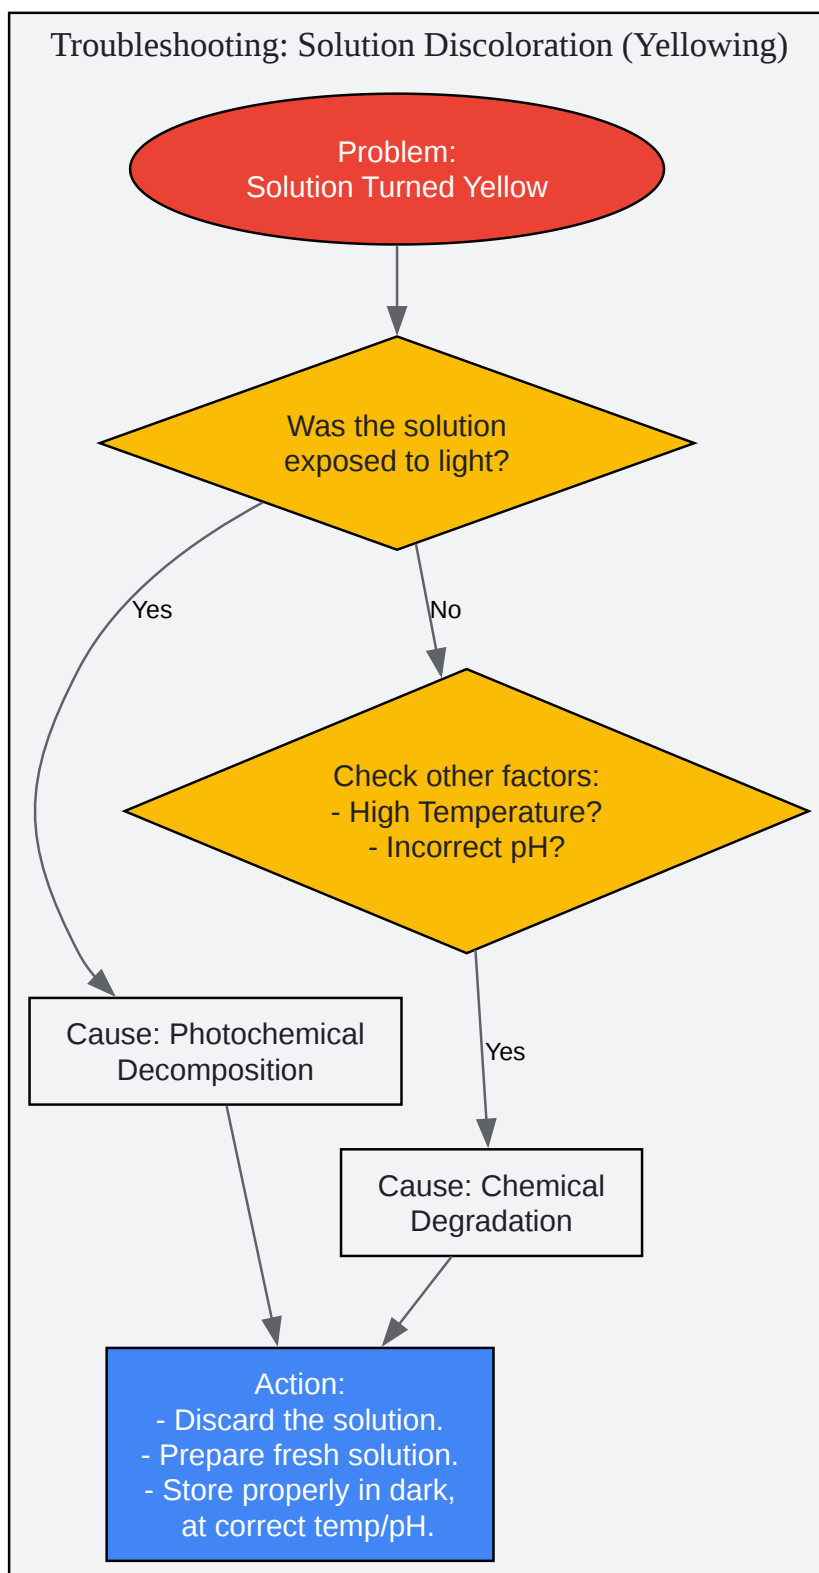 Troubleshooting: Solution Discoloration (Yellowing)
Problem:
Solution Turned Yellow
Was the solution
exposed to light?
Yes
No
Check other factors:
- High Temperature?
- Incorrect pH?
Cause: Photochemical
Decomposition
Yes
Cause: Chemical
Degradation
Action:
- Discard the solution.
- Prepare fresh solution.
- Store properly in dark,
at correct temp/pH.